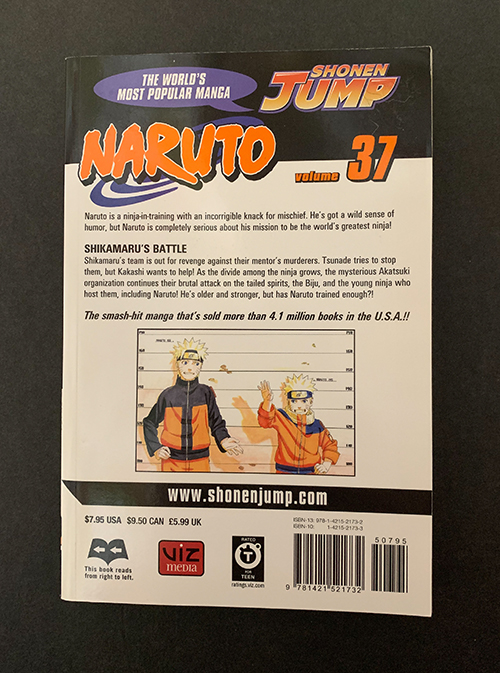 THE WORLD'S
MOST POPULAR MANGA
SHONEN
JUMP
NARUTO
volume 37
Naruto is a ninja-in-training with an incorrigible knack for mischief. He's got a wild sense of
humor, but Naruto is completely serious about his mission to be the world's greatest ninja!
SHIKAMARU'S BATTLE
Shikamaru's team is out for revenge against their mentor's murderers. Tsunade tries to stop
them, but Kakashi wants to help! As the divide among the ninja grows, the mysterious Akatsuki
organization continues their brutal attack on the tailed spirits, the Biju, and the young ninja who
host them, including Naruto! He's older and stronger, but has Naruto trained enough?!
The smash-hit manga that's sold more than 4.1 million books in the U.S.A.!!
www.shonenjump.com
$7.95 USA $9.50 CAN £5.99 UK
ISBN-13: 978-1-4215-2173-2
ISBN-10: 1-4215-2173-3
50795
This book reads
from right to left.
VIZ
MEDIA
RATED
T
FOR
TEEN
ratings.viz.com
9 781421 521732